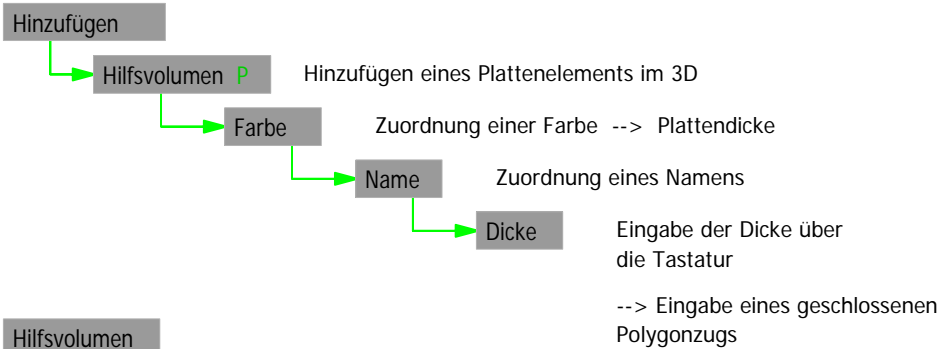 Hinzufügen
Hilfsvolumen P Hinzufügen eines Plattenelements im 3D
Farbe Zuordnung einer Farbe --> Plattendicke
Name Zuordnung eines Namens
Dicke Eingabe der Dicke über
die Tastatur
--> Eingabe eines geschlossenen
Polygonzugs
Hilfsvolumen